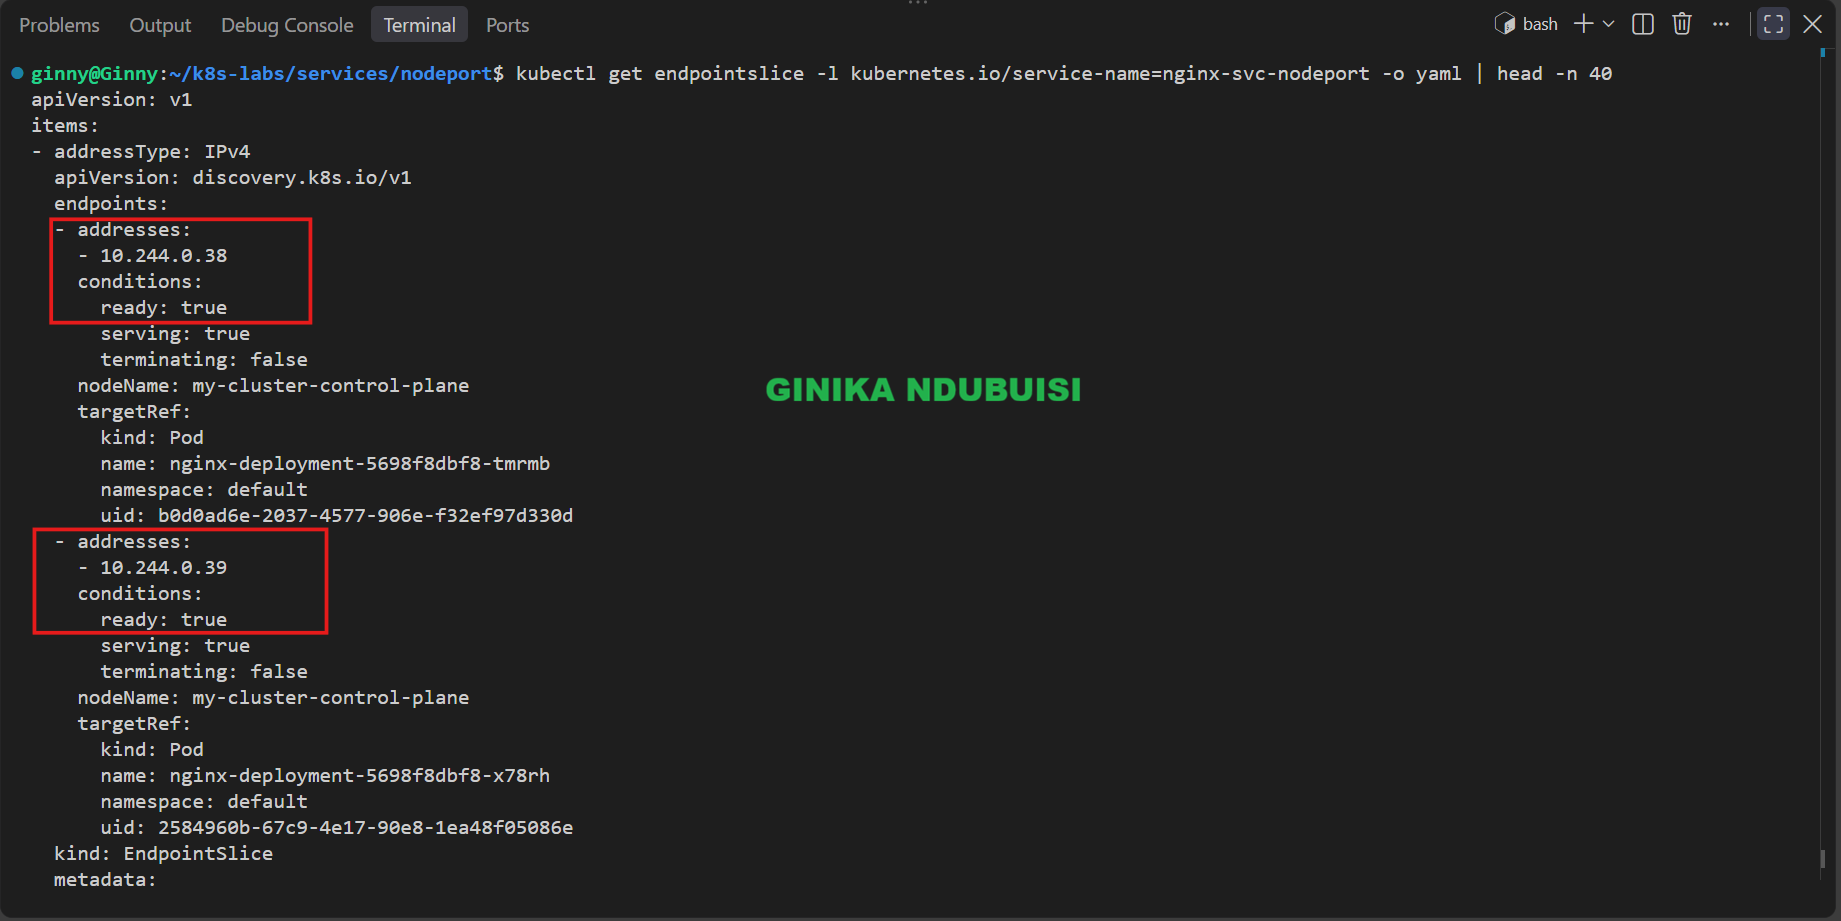 Problems Output Debug Console Terminal Ports bash
ginny@Ginny:~/k8s-labs/services/nodeport$ kubectl get endpointslice -l kubernetes.io/service-name=nginx-svc-nodeport -o yaml | head -n 40
apiVersion: v1
items:
- addressType: IPv4
  apiVersion: discovery.k8s.io/v1
  endpoints:
  - addresses:
    - 10.244.0.38
    conditions:
      ready: true
      serving: true
      terminating: false
    nodeName: my-cluster-control-plane
    targetRef:
      kind: Pod
      name: nginx-deployment-5698f8dbf8-tmrmb
      namespace: default
      uid: b0d0ad6e-2037-4577-906e-f32ef97d330d
  - addresses:
    - 10.244.0.39
    conditions:
      ready: true
      serving: true
      terminating: false
    nodeName: my-cluster-control-plane
    targetRef:
      kind: Pod
      name: nginx-deployment-5698f8dbf8-x78rh
      namespace: default
      uid: 2584960b-67c9-4e17-90e8-1ea48f05086e
  kind: EndpointSlice
  metadata:
GINIKA NDUBUISI